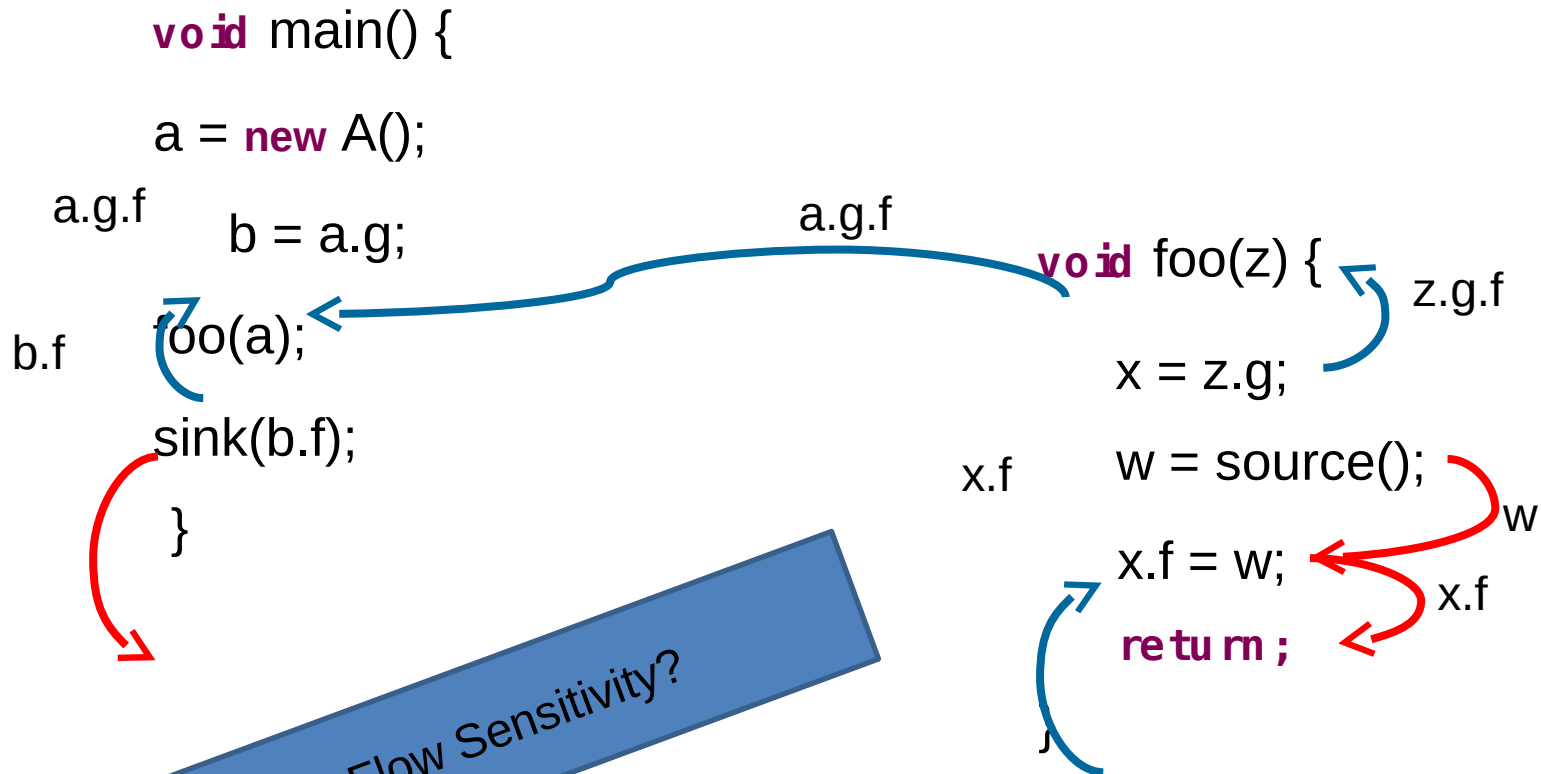 void main() {
a = new A();
a.g.f
b = a.g;
foo(a);
b.f
sink(b.f);
}
a.g.f
void foo(z) {
z.g.f
x = z.g;
w = source();
x.f
w
x.f = w;
x.f
return;
}
Flow Sensitivity?